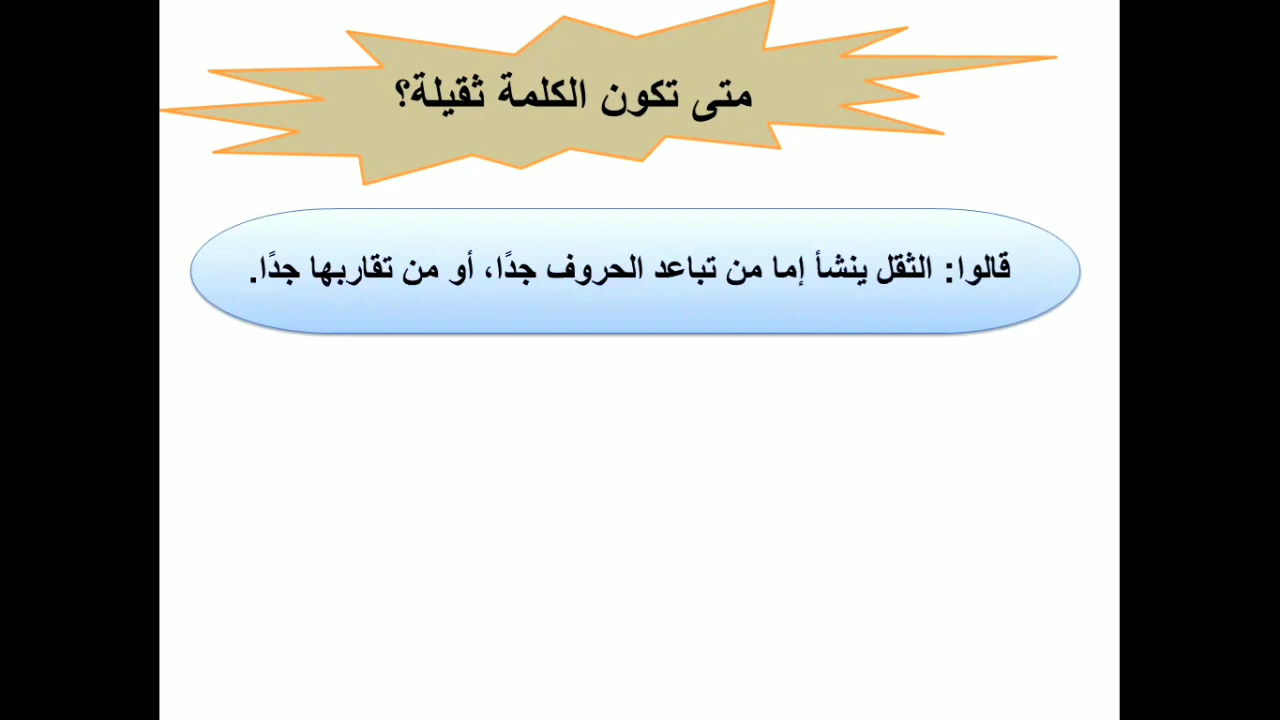 متى تكون الكلمة ثقيلة؟
قالوا: الثقل ينشأ إما من تباعد الحروف جدًا، أو من تقاربها جدًا.